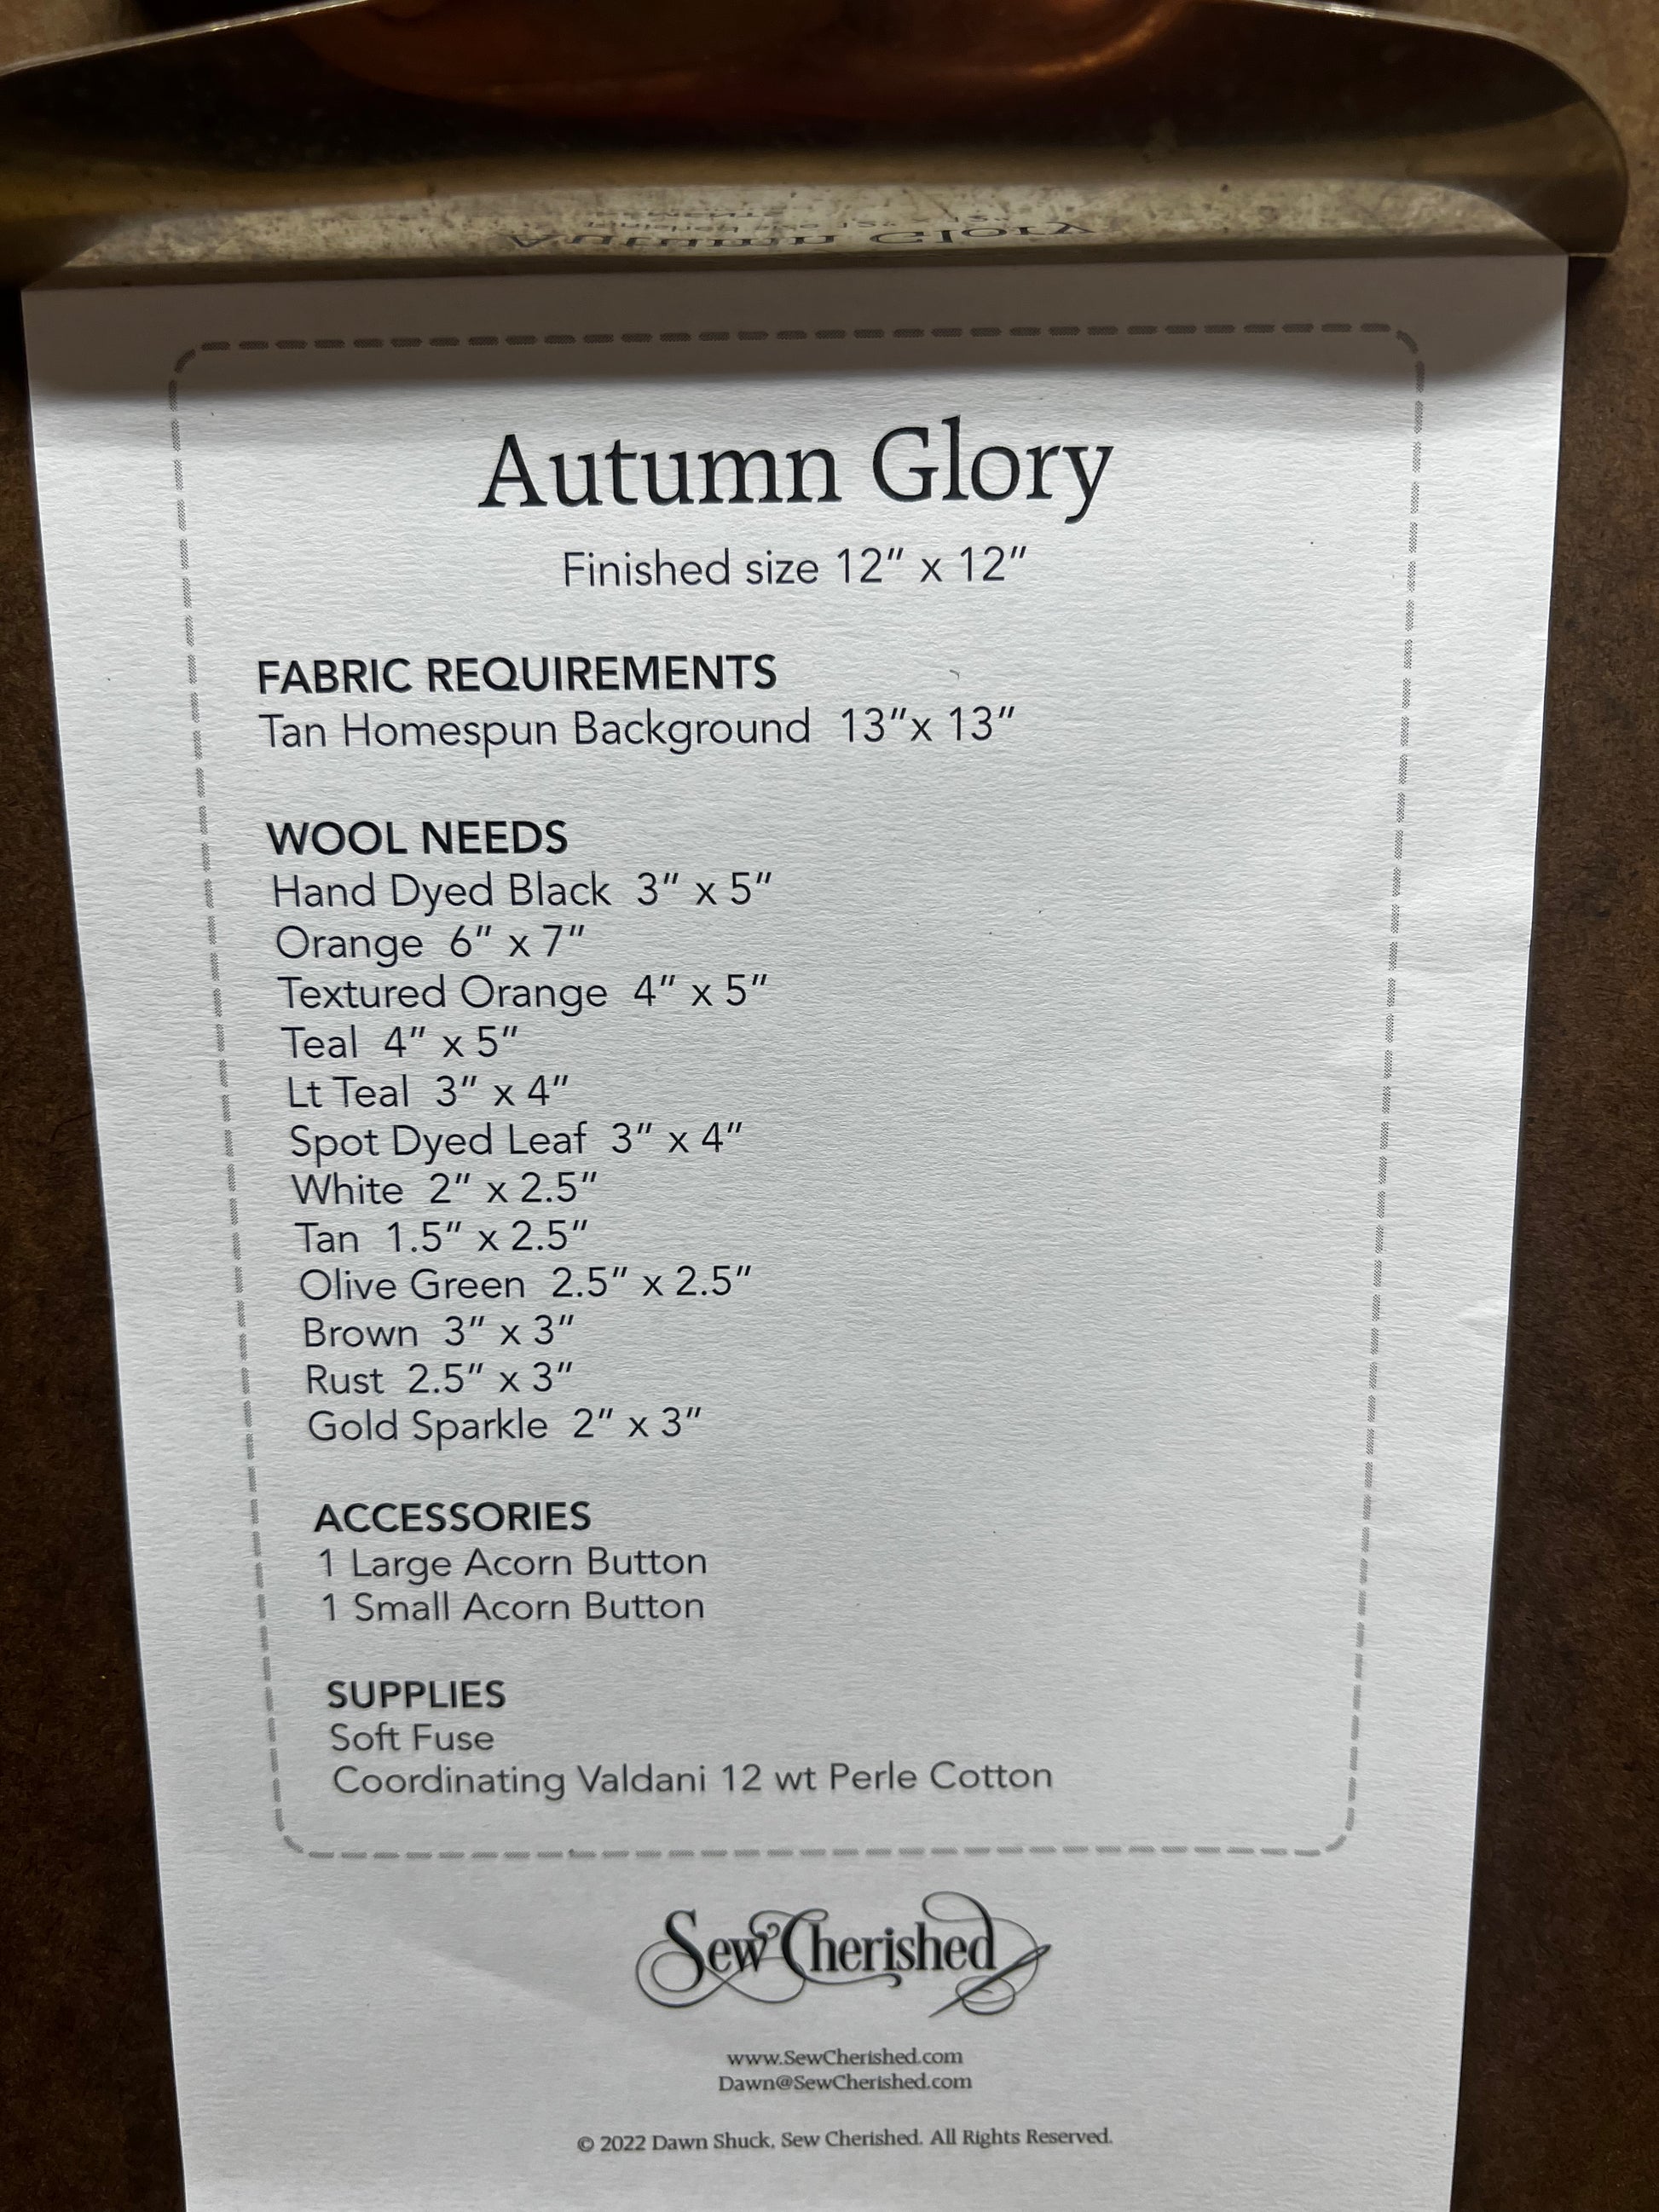 Autumn Glory
Finished size 12" x 12"
FABRIC REQUIREMENTS
Tan Homespun Background 13"x 13"
WOOL NEEDS
Hand Dyed Black 3" x 5"
Orange 6" x 7"
Textured Orange 4" x 5"
Teal 4" x 5"
Lt Teal 3" x 4"
Spot Dyed Leaf 3" x 4"
White 2" x 2.5"
Tan 1.5" x 2.5"
Olive Green 2.5" x 2.5"
Brown 3" x 3"
Rust 2.5" x 3"
Gold Sparkle 2" x 3"
ACCESSORIES
1 Large Acorn Button
1 Small Acorn Button
SUPPLIES
Soft Fuse
Coordinating Valdani 12 wt Perle Cotton
Sew Cherished
www.SewCherished.com
Dawn@SewCherished.com
© 2022 Dawn Shuck, Sew Cherished. All Rights Reserved.